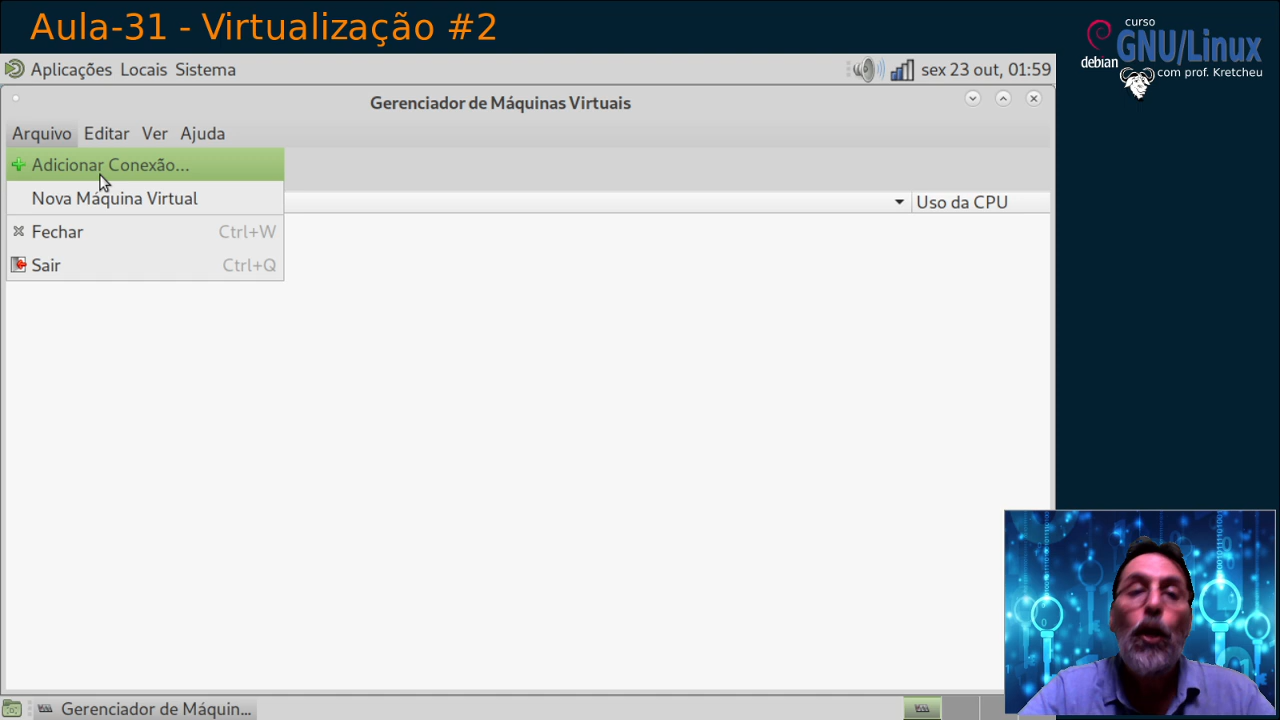 Aula-31 - Virtualização #2
curso
GNU/Linux
debian
com prof. Kretcheu
Aplicações Locais Sistema
sex 23 out, 01:59
Gerenciador de Máquinas Virtuais
Arquivo Editar Ver Ajuda
Adicionar Conexão...
Nova Máquina Virtual
Uso da CPU
Fechar Ctrl+W
Sair Ctrl+Q
Gerenciador de Máquin...